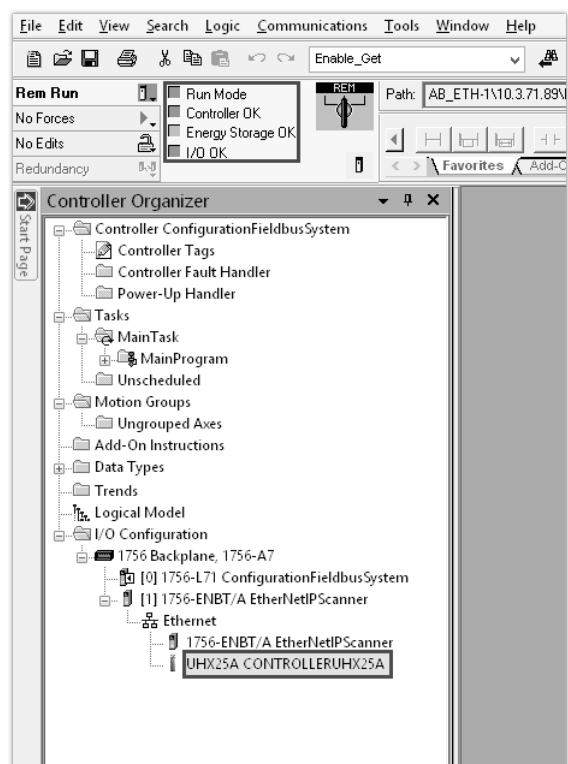 File Edit View Search Logic Communications Tools Window Help
Enable_Get
Rem Run
No Forces
No Edits
Redundancy
Run Mode
Controller OK
Energy Storage OK
I/O OK
REM
Path: AB_ETH-1\10.3.71.89\
Favorites Add-O
Start Page
Controller Organizer
Controller ConfigurationFieldbusSystem
Controller Tags
Controller Fault Handler
Power-Up Handler
Tasks
MainTask
MainProgram
Unscheduled
Motion Groups
Ungrouped Axes
Add-On Instructions
Data Types
Trends
Logical Model
I/O Configuration
1756 Backplane, 1756-A7
[0] 1756-L71 ConfigurationFieldbusSystem
[1] 1756-ENBT/A EtherNetIPScanner
Ethernet
1756-ENBT/A EtherNetIPScanner
UHX25A CONTROLLERUHX25A